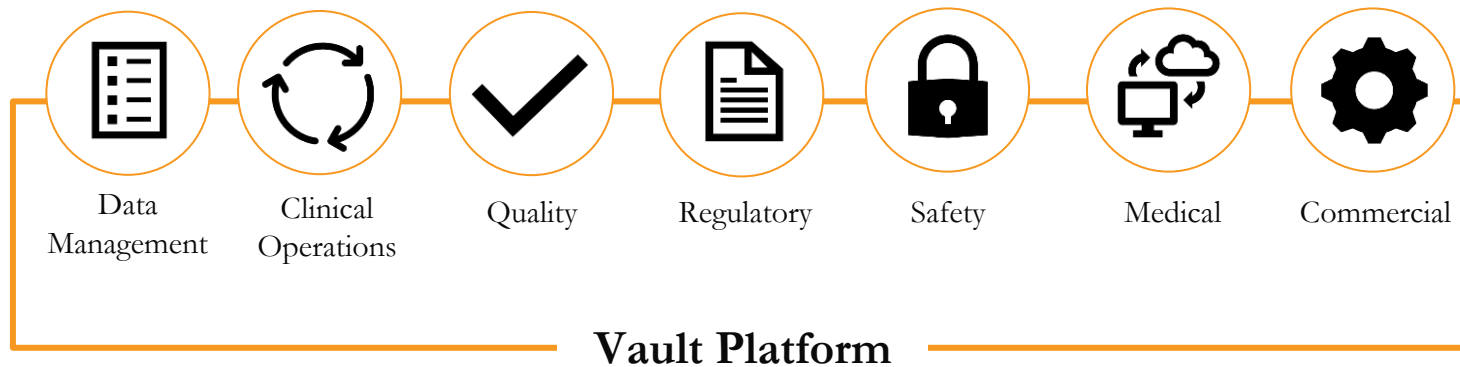 Data
Management
Clinical
Operations
Quality
Regulatory
Safety
Medical
Commercial
Vault Platform